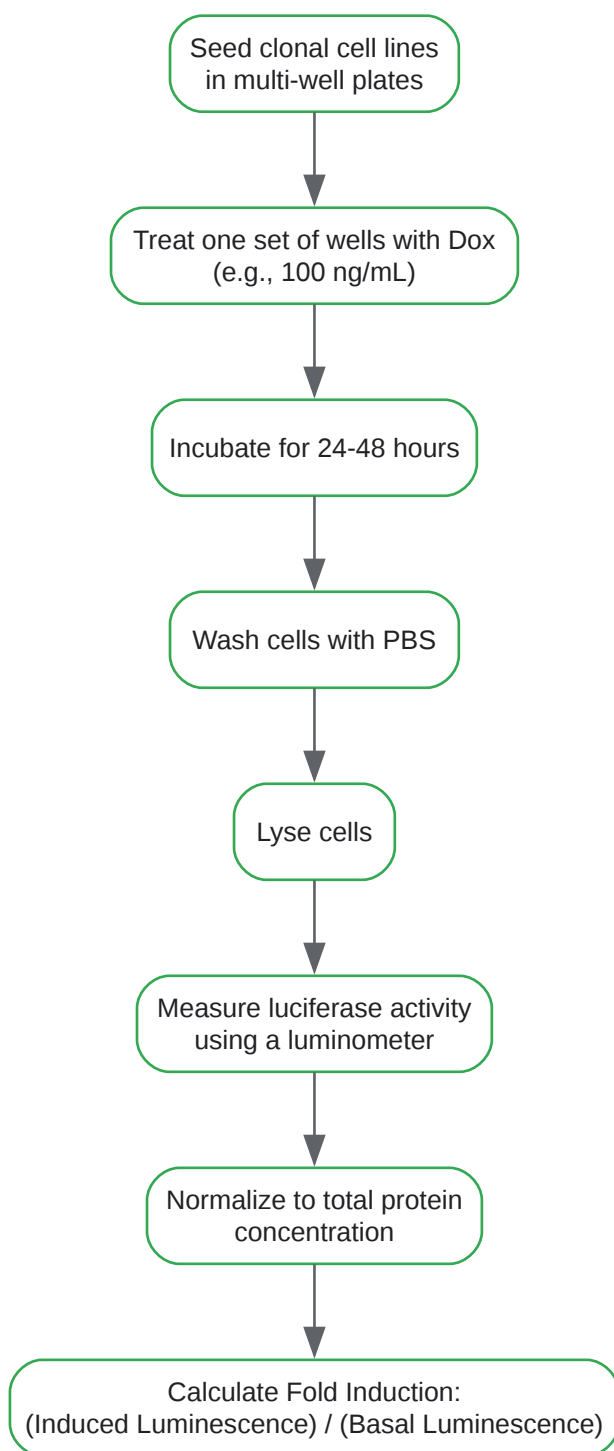 Seed clonal cell lines
in multi-well plates
Treat one set of wells with Dox
(e.g., 100 ng/mL)
Incubate for 24-48 hours
Wash cells with PBS
Lyse cells
Measure luciferase activity
using a luminometer
Normalize to total protein
concentration
Calculate Fold Induction:
(Induced Luminescence) / (Basal Luminescence)